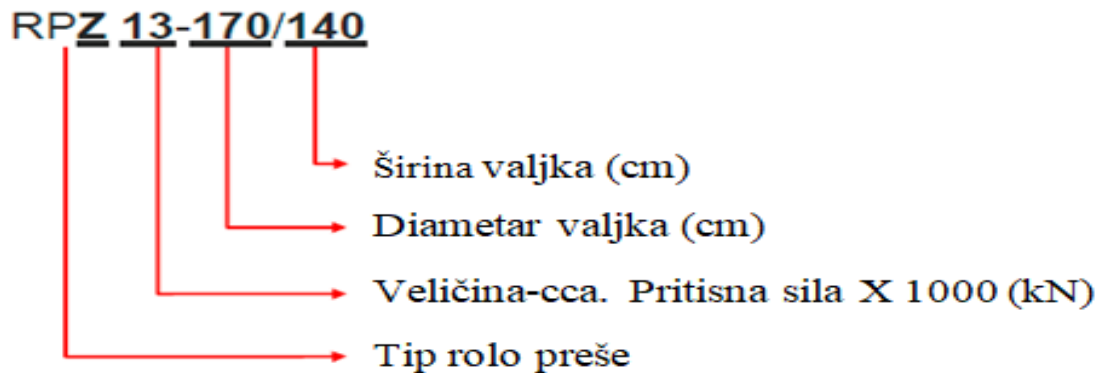 RPZ 13-170/140
Širina valjka (cm)
Diametar valjka (cm)
Veličina-cca. Pritisna sila X 1000 (kN)
Tip rolo preše